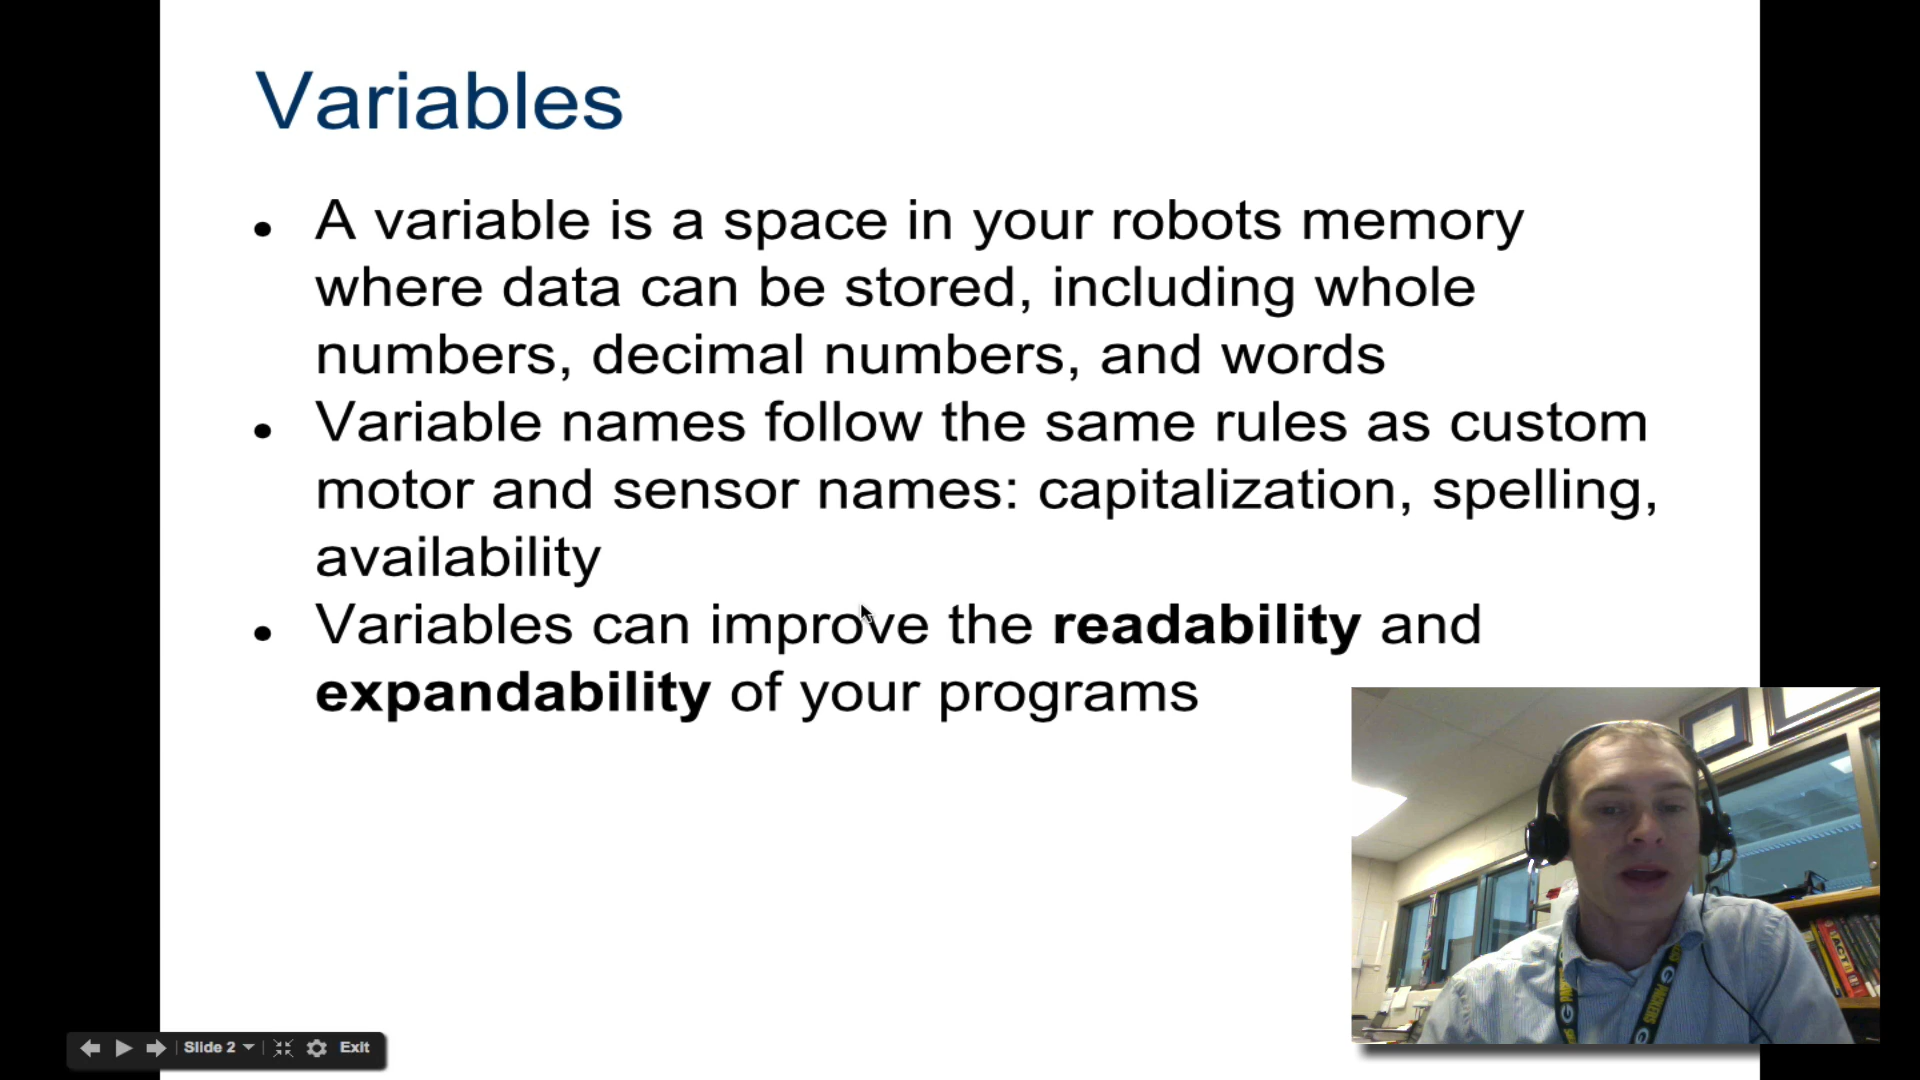 Variables
• A variable is a space in your robots memory
where data can be stored, including whole
numbers, decimal numbers, and words
• Variable names follow the same rules as custom
motor and sensor names: capitalization, spelling,
availability
• Variables can improve the readability and
expandability of your programs
PACKERS
Slide 2
Exit